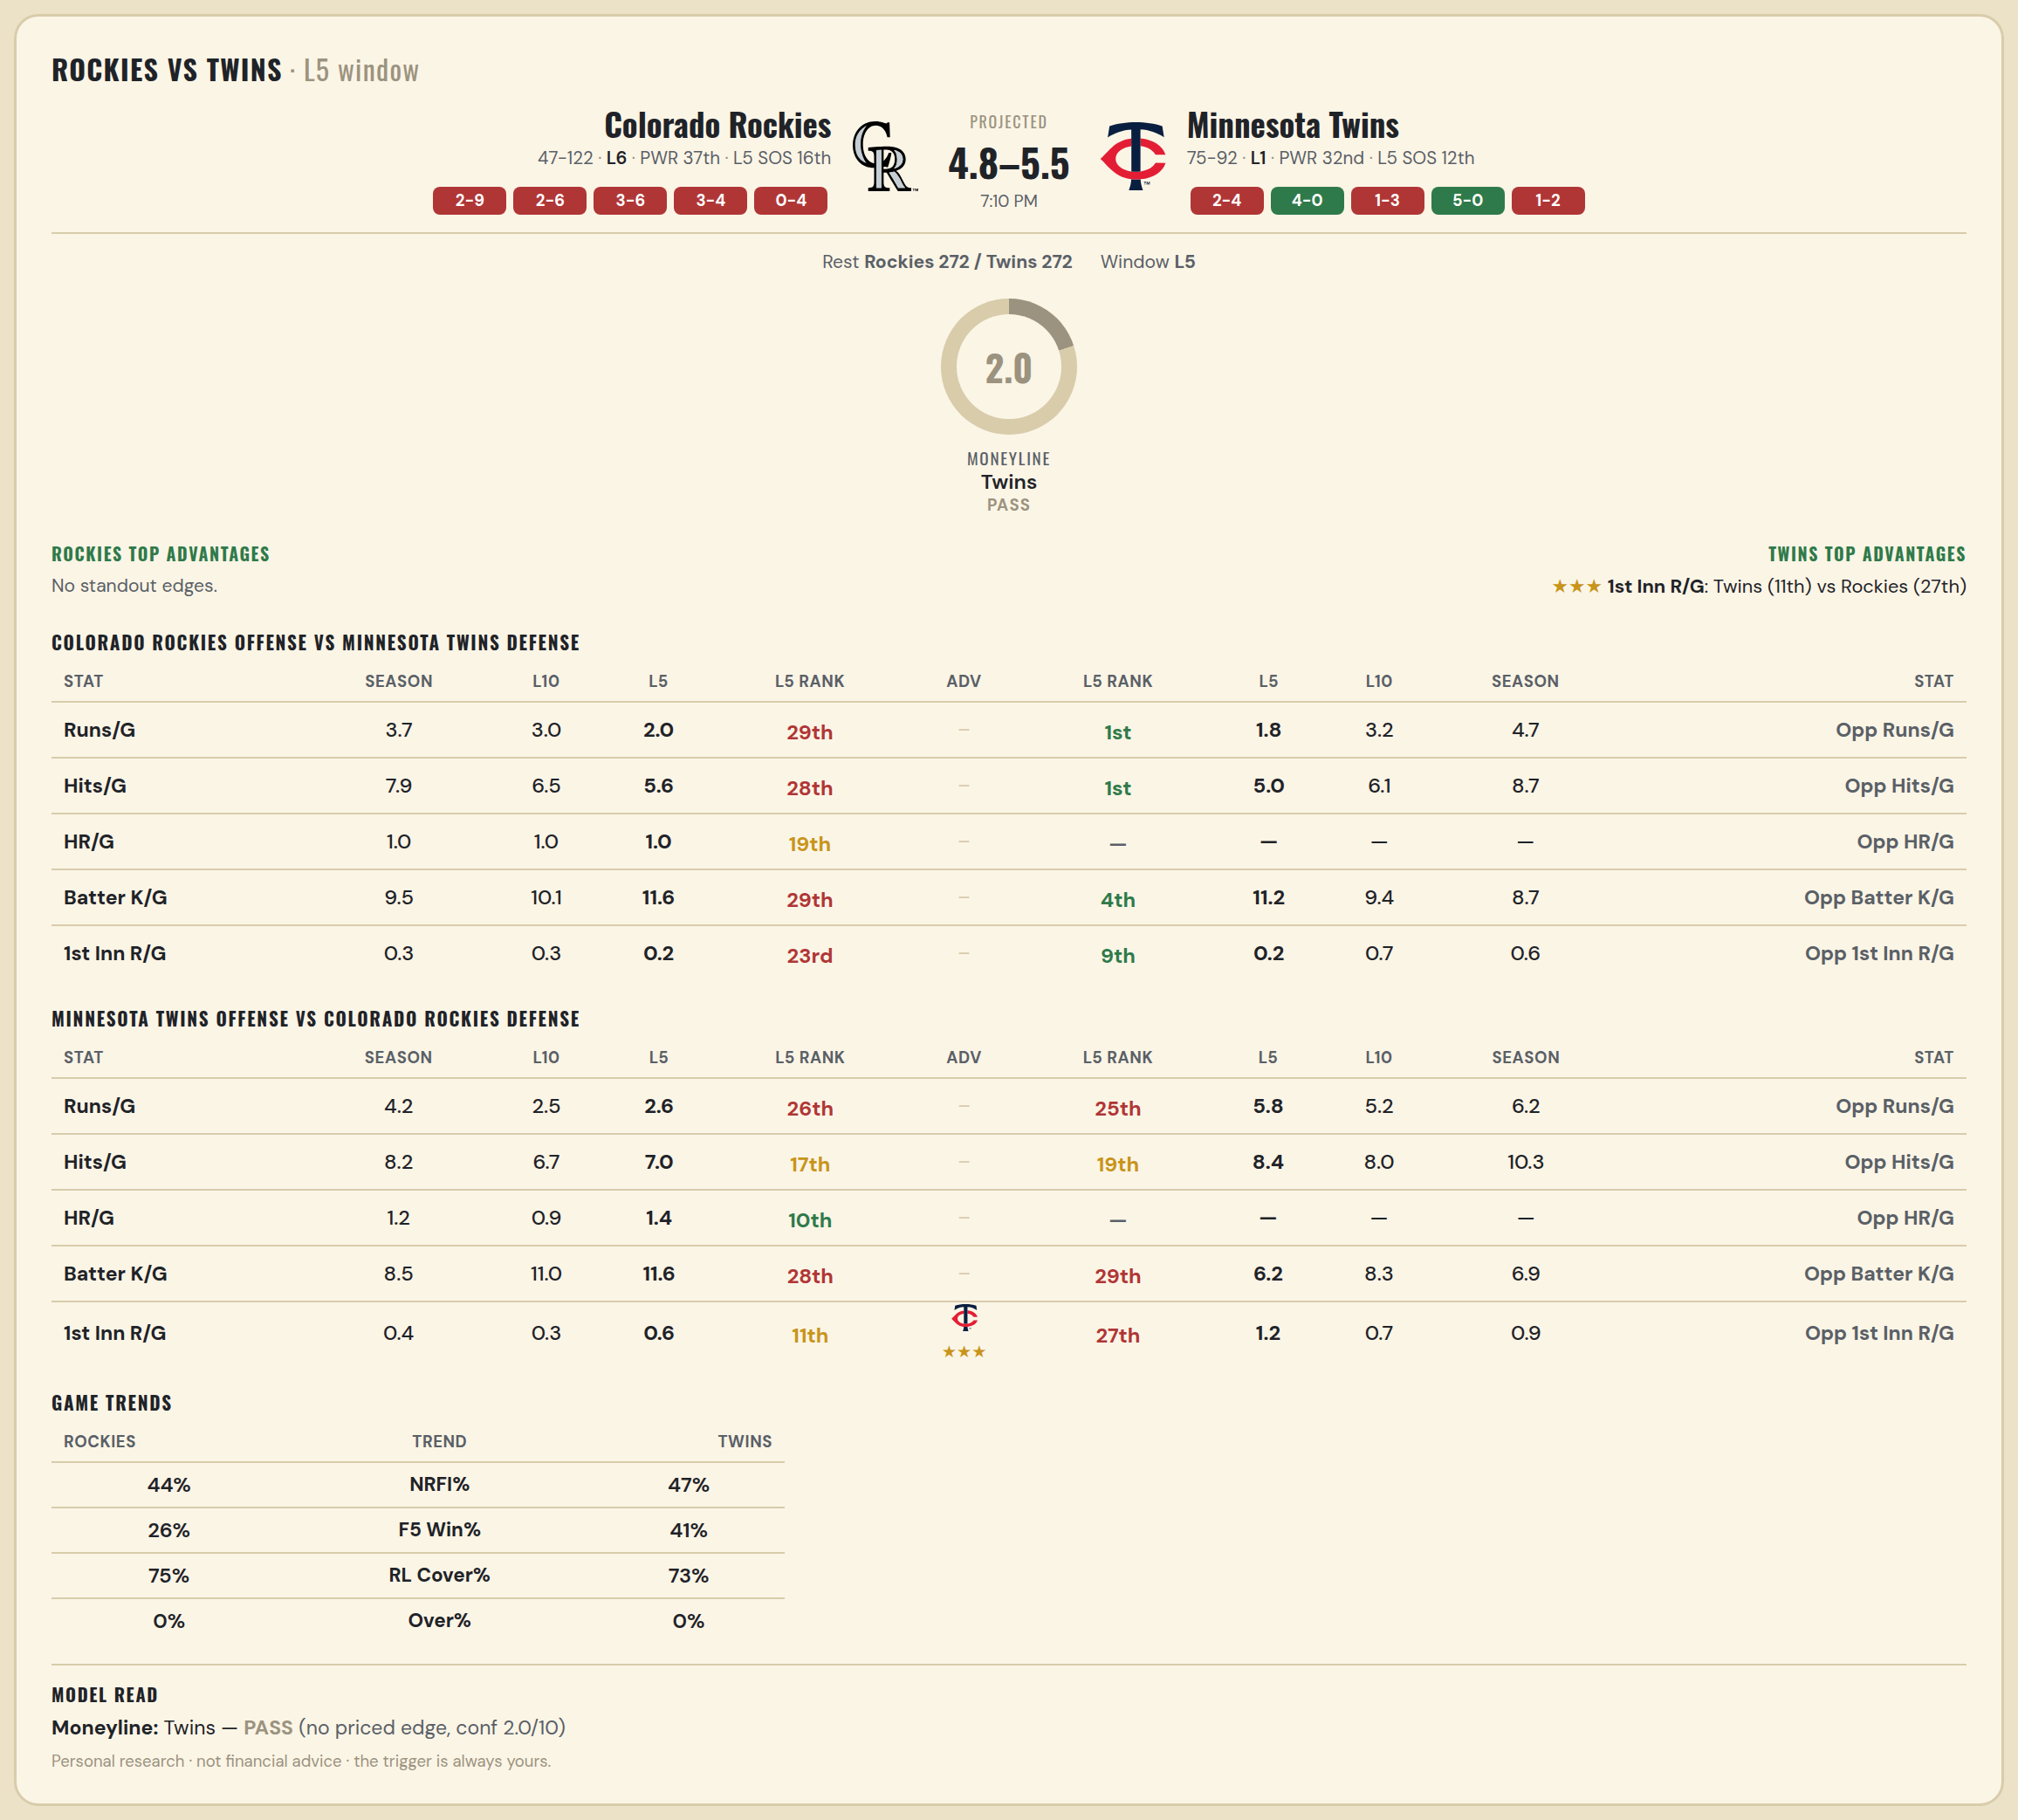 ROCKIES VS TWINS · L5 window
Colorado Rockies
47-122 · L6 · PWR 37th · L5 SOS 16th
2-9 2-6 3-6 3-4 0-4
CR™
PROJECTED
4.8–5.5
7:10 PM
TC™
Minnesota Twins
75-92 · L1 · PWR 32nd · L5 SOS 12th
2-4 4-0 1-3 5-0 1-2
Rest Rockies 272 / Twins 272 Window L5
2.0
MONEYLINE
Twins
PASS
ROCKIES TOP ADVANTAGES
No standout edges.
TWINS TOP ADVANTAGES
★★★ 1st Inn R/G: Twins (11th) vs Rockies (27th)
COLORADO ROCKIES OFFENSE VS MINNESOTA TWINS DEFENSE
STAT SEASON L10 L5 L5 RANK ADV L5 RANK L5 L10 SEASON STAT
Runs/G 3.7 3.0 2.0 29th – 1st 1.8 3.2 4.7 Opp Runs/G
Hits/G 7.9 6.5 5.6 28th – 1st 5.0 6.1 8.7 Opp Hits/G
HR/G 1.0 1.0 1.0 19th – — — — — Opp HR/G
Batter K/G 9.5 10.1 11.6 29th – 4th 11.2 9.4 8.7 Opp Batter K/G
1st Inn R/G 0.3 0.3 0.2 23rd – 9th 0.2 0.7 0.6 Opp 1st Inn R/G
MINNESOTA TWINS OFFENSE VS COLORADO ROCKIES DEFENSE
STAT SEASON L10 L5 L5 RANK ADV L5 RANK L5 L10 SEASON STAT
Runs/G 4.2 2.5 2.6 26th – 25th 5.8 5.2 6.2 Opp Runs/G
Hits/G 8.2 6.7 7.0 17th – 19th 8.4 8.0 10.3 Opp Hits/G
HR/G 1.2 0.9 1.4 10th – — — — — Opp HR/G
Batter K/G 8.5 11.0 11.6 28th – 29th 6.2 8.3 6.9 Opp Batter K/G
1st Inn R/G 0.4 0.3 0.6 11th TC ★★★ 27th 1.2 0.7 0.9 Opp 1st Inn R/G
GAME TRENDS
ROCKIES TREND TWINS
44% NRFI% 47%
26% F5 Win% 41%
75% RL Cover% 73%
0% Over% 0%
MODEL READ
Moneyline: Twins — PASS (no priced edge, conf 2.0/10)
Personal research · not financial advice · the trigger is always yours.